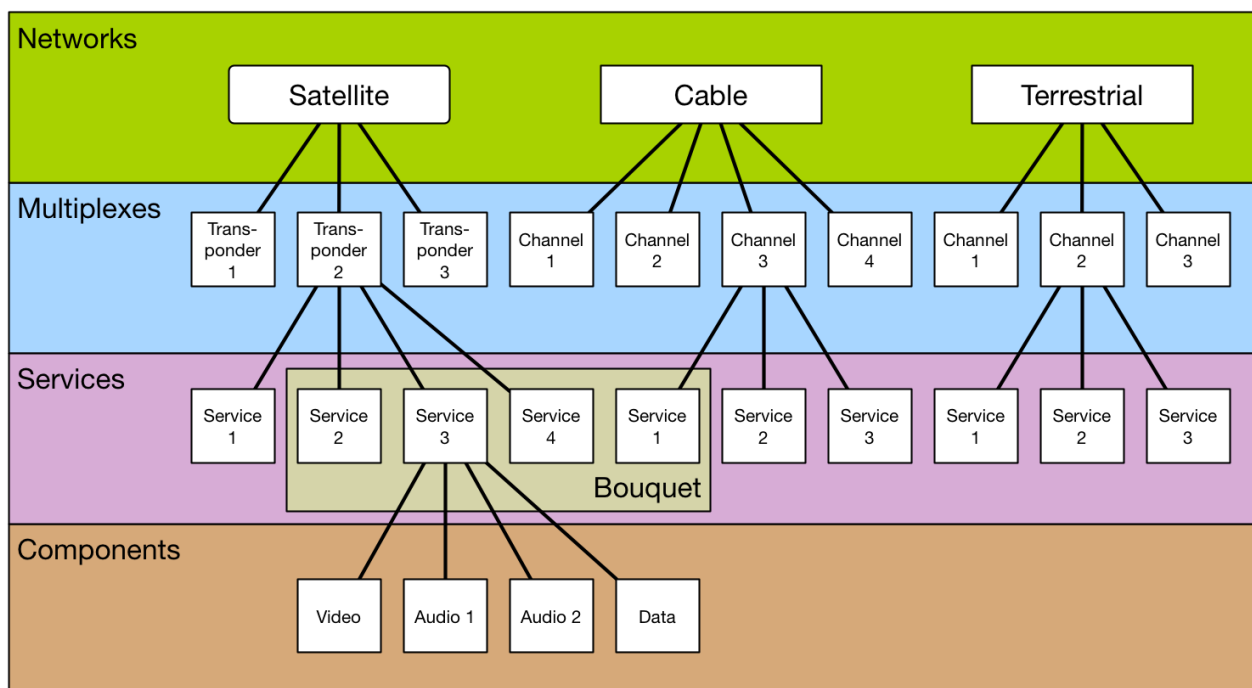 Networks
Satellite
Cable
Terrestrial
Multiplexes
Trans-
ponder
1
Trans-
ponder
2
Trans-
ponder
3
Channel
1
Channel
2
Channel
3
Channel
4
Channel
1
Channel
2
Channel
3
Services
Service
1
Service
2
Service
3
Service
4
Service
1
Service
2
Service
3
Service
1
Service
2
Service
3
Bouquet
Components
Video
Audio 1
Audio 2
Data